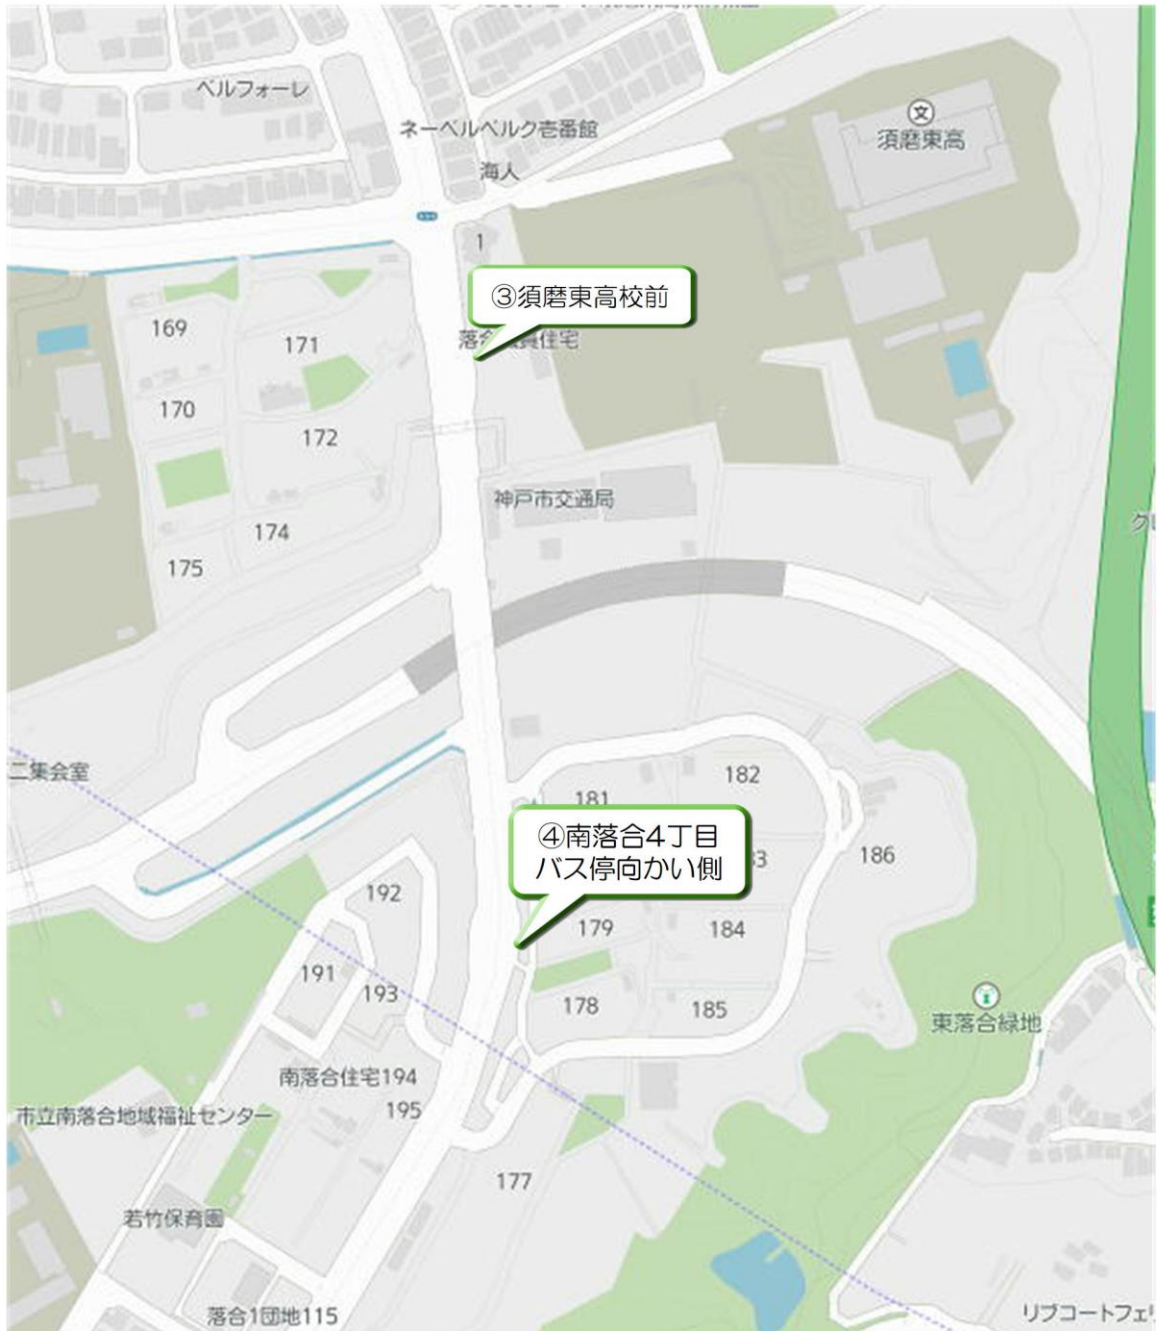 ベルフォーレ
ネーベルベルク壱番館
海人
文
須磨東高
1
③須磨東高校前
169
171
170
172
神戸市交通局
174
175
二集会室
182
181
④南落合4丁目
バス停向かい側
186
192
179
184
191
193
178
185
東落合緑地
南落合住宅194
195
市立南落合地域福祉センター
177
若竹保育園
落合1団地115
リブコートフェリ